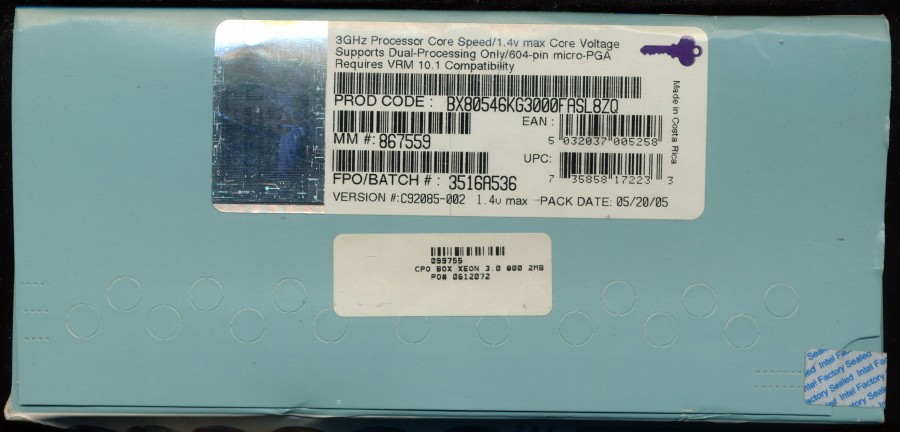 3GHz Processor Core Speed/1.4v max Core Voltage
Supports Dual-Processing Only/604-pin micro-PGA
Requires VRM 10.1 Compatibility
PROD CODE : BX80546KG3000FASL8ZQ
EAN :
5 032037 005258
MM #: 867559
UPC:
7 35858 17223 3
FPO/BATCH # : 3516A536
VERSION #:C92085-002 1.4v max -PACK DATE: 05/20/05
Made in Costa Rica
059755
CPO BOX XEON 3.0 800 2MB
PO# 0612072
Intel Factory Sealed
Intel Factory Sealed